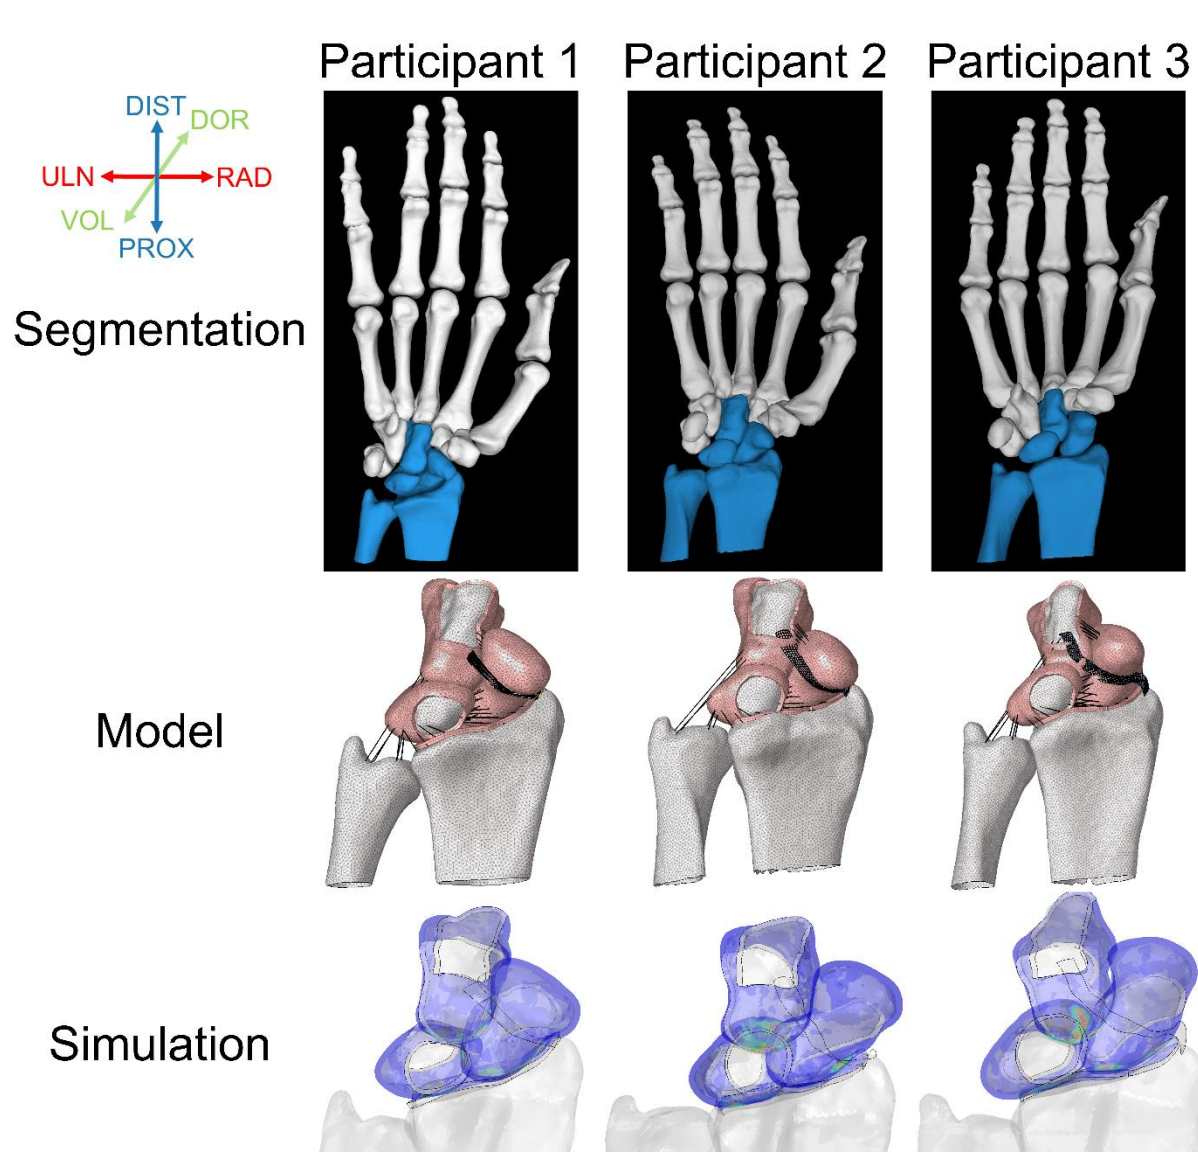 Participant 1
Participant 2
Participant 3
DIST
DOR
ULN
RAD
VOL
PROX
Segmentation
Model
Simulation